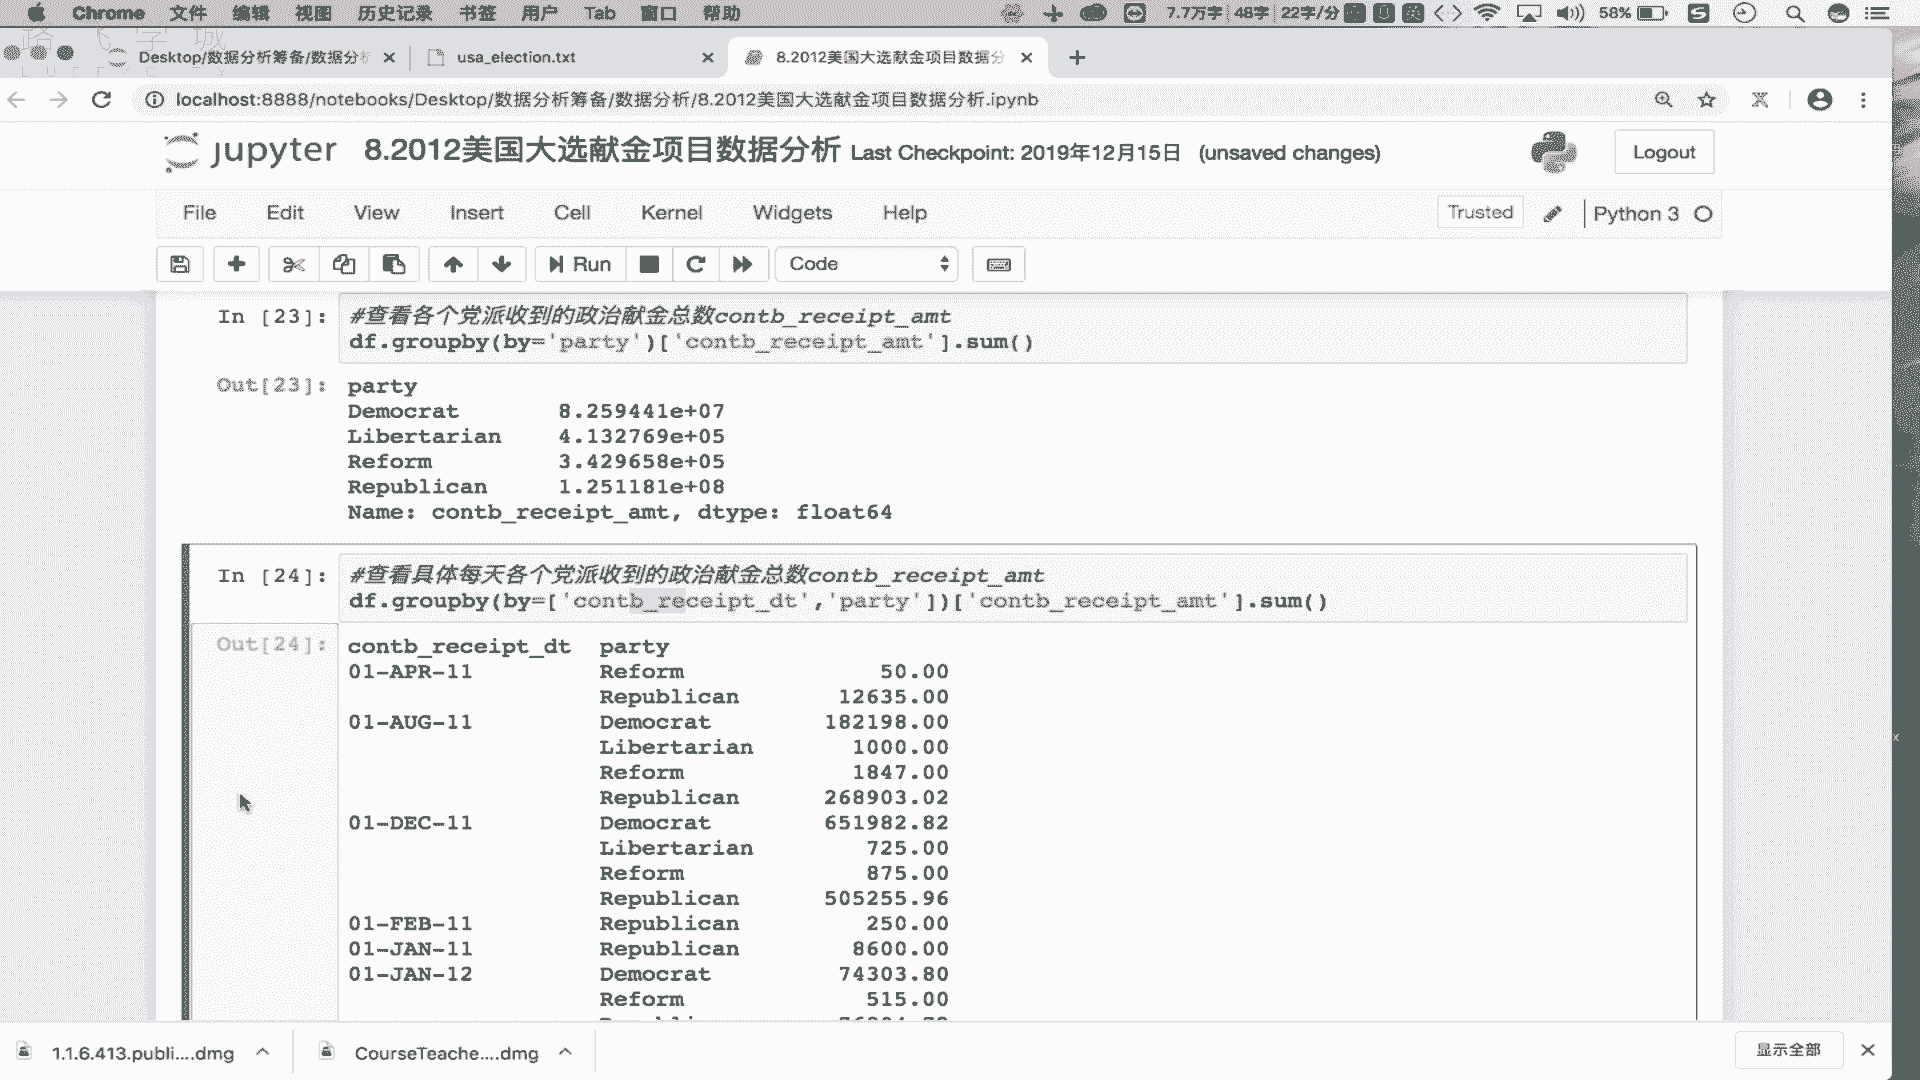 Chrome 文件 编辑 视图 历史记录 书签 用户 Tab 窗口 帮助 7.7万字 48字 22字/分 58%
Desktop/数据分析筹备/数据分析 usa_election.txt 8.2012美国大选献金项目数据分
localhost:8888/notebooks/Desktop/数据分析筹备/数据分析/8.2012美国大选献金项目数据分析.ipynb
jupyter 8.2012美国大选献金项目数据分析 Last Checkpoint: 2019年12月15日 (unsaved changes) Logout
File Edit View Insert Cell Kernel Widgets Help Trusted Python 3
Run Code
In [23]: #查看各个党派收到的政治献金总数contb_receipt_amt
df.groupby(by='party')['contb_receipt_amt'].sum()
Out[23]: party
Democrat 8.259441e+07
Libertarian 4.132769e+05
Reform 3.429658e+05
Republican 1.251181e+08
Name: contb_receipt_amt, dtype: float64
In [24]: #查看具体每天各个党派收到的政治献金总数contb_receipt_amt
df.groupby(by=['contb_receipt_dt','party'])['contb_receipt_amt'].sum()
Out[24]: contb_receipt_dt party
01-APR-11 Reform 50.00
Republican 12635.00
01-AUG-11 Democrat 182198.00
Libertarian 1000.00
Reform 1847.00
Republican 268903.02
01-DEC-11 Democrat 651982.82
Libertarian 725.00
Reform 875.00
Republican 505255.96
01-FEB-11 Republican 250.00
01-JAN-11 Republican 8600.00
01-JAN-12 Democrat 74303.80
Reform 515.00
1.1.6.413.publi....dmg CourseTeache....dmg 显示全部